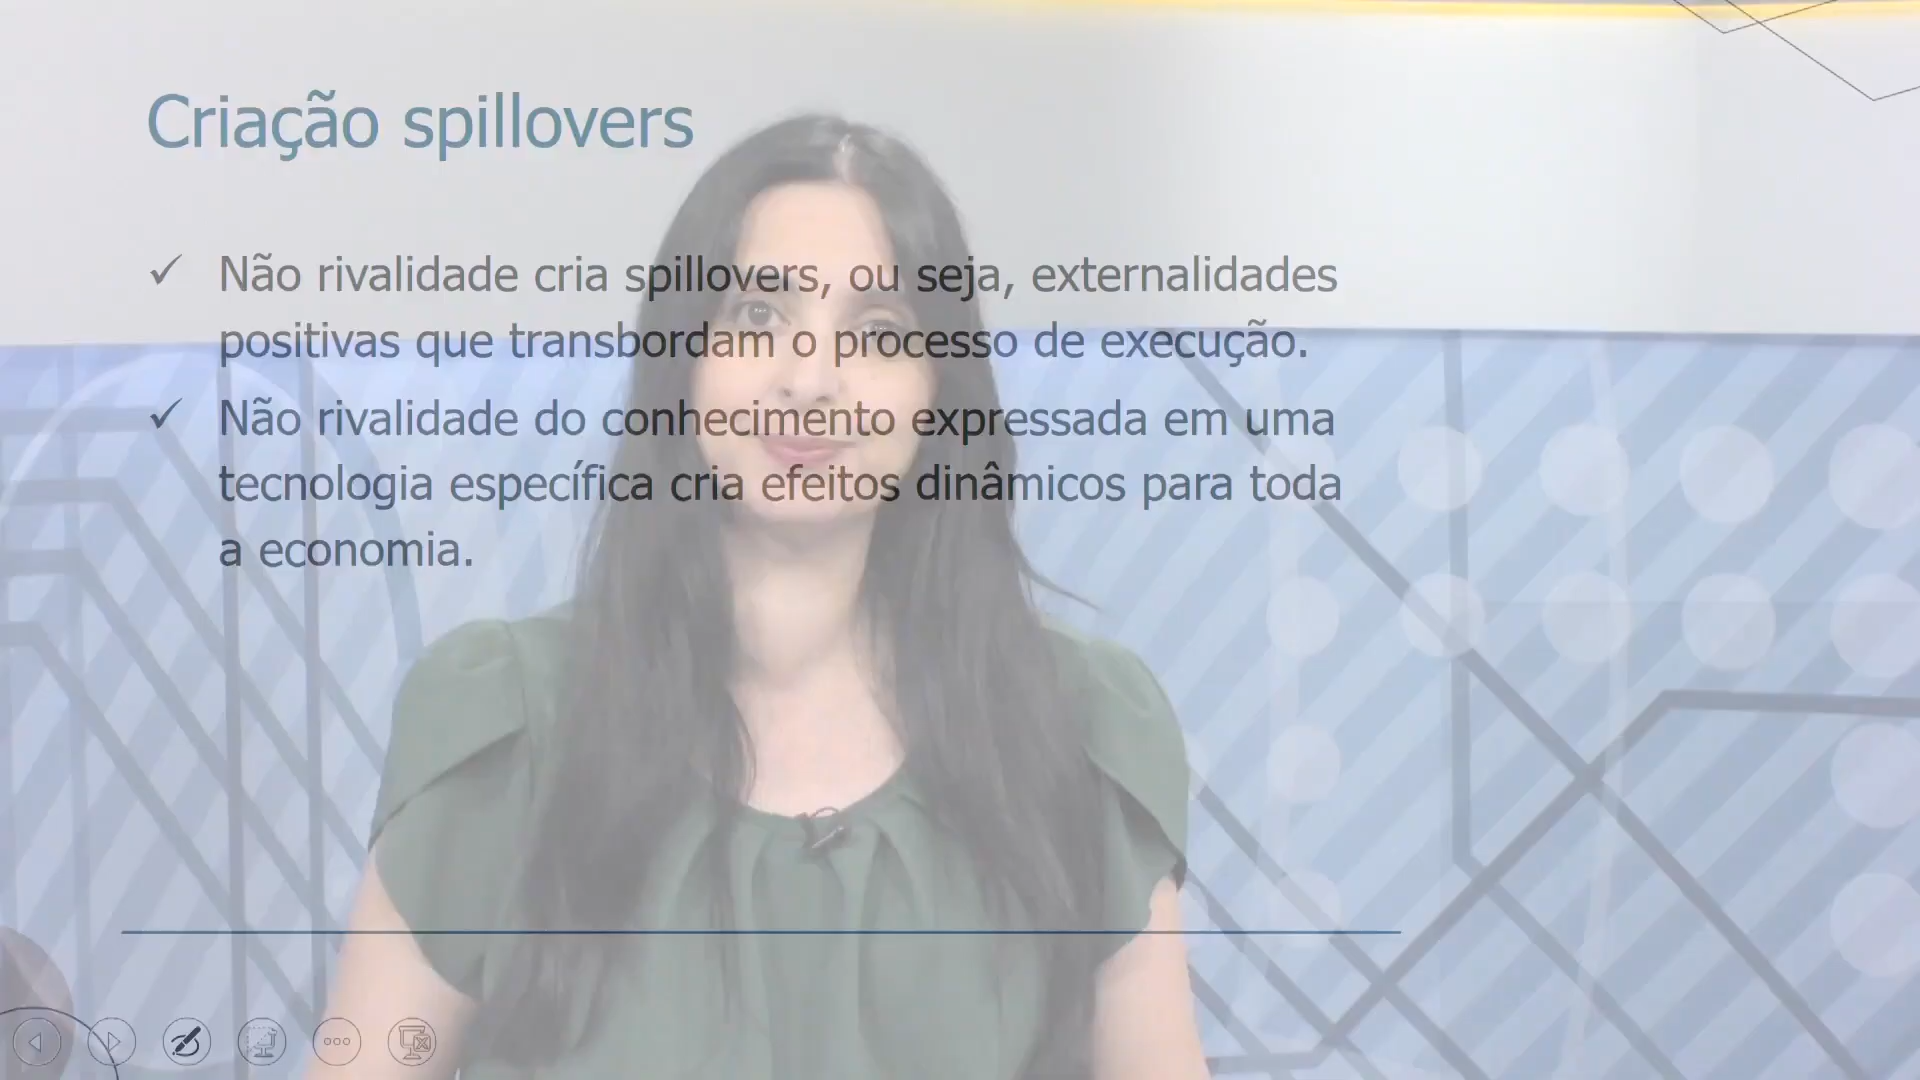 Criação spillovers
Não rivalidade cria spillovers, ou seja, externalidades
positivas que transbordam o processo de execução.
Não rivalidade do conhecimento expressada em uma
tecnologia específica cria efeitos dinâmicos para toda
a economia.